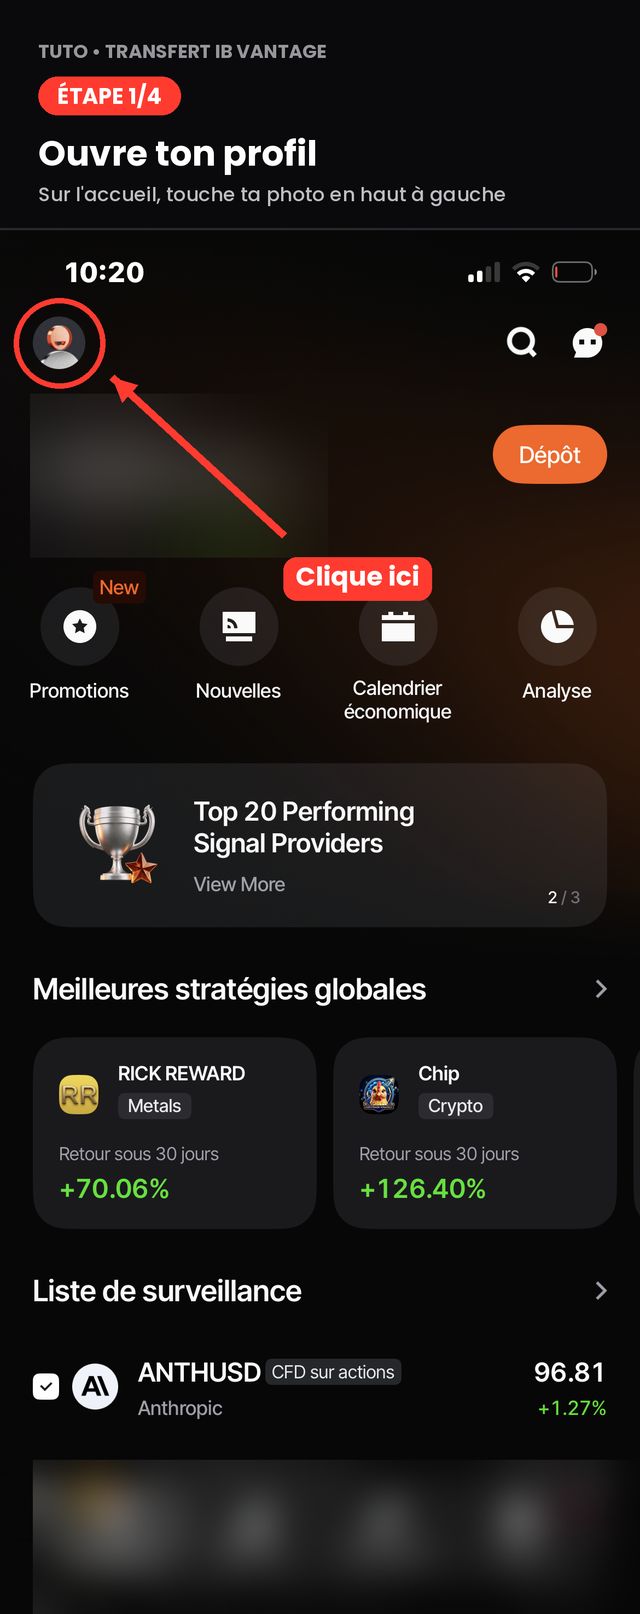 TUTO • TRANSFERT IB VANTAGE
ÉTAPE 1/4
Ouvre ton profil
Sur l'accueil, touche ta photo en haut à gauche
10:20
Dépôt
Clique ici
New
Promotions
Nouvelles
Calendrier
économique
Analyse
Top 20 Performing
Signal Providers
View More
2 / 3
Meilleures stratégies globales
RR
RICK REWARD
Metals
Retour sous 30 jours
+70.06%
Chip
Crypto
Retour sous 30 jours
+126.40%
Liste de surveillance
A\
ANTHUSD CFD sur actions
96.81
Anthropic
+1.27%